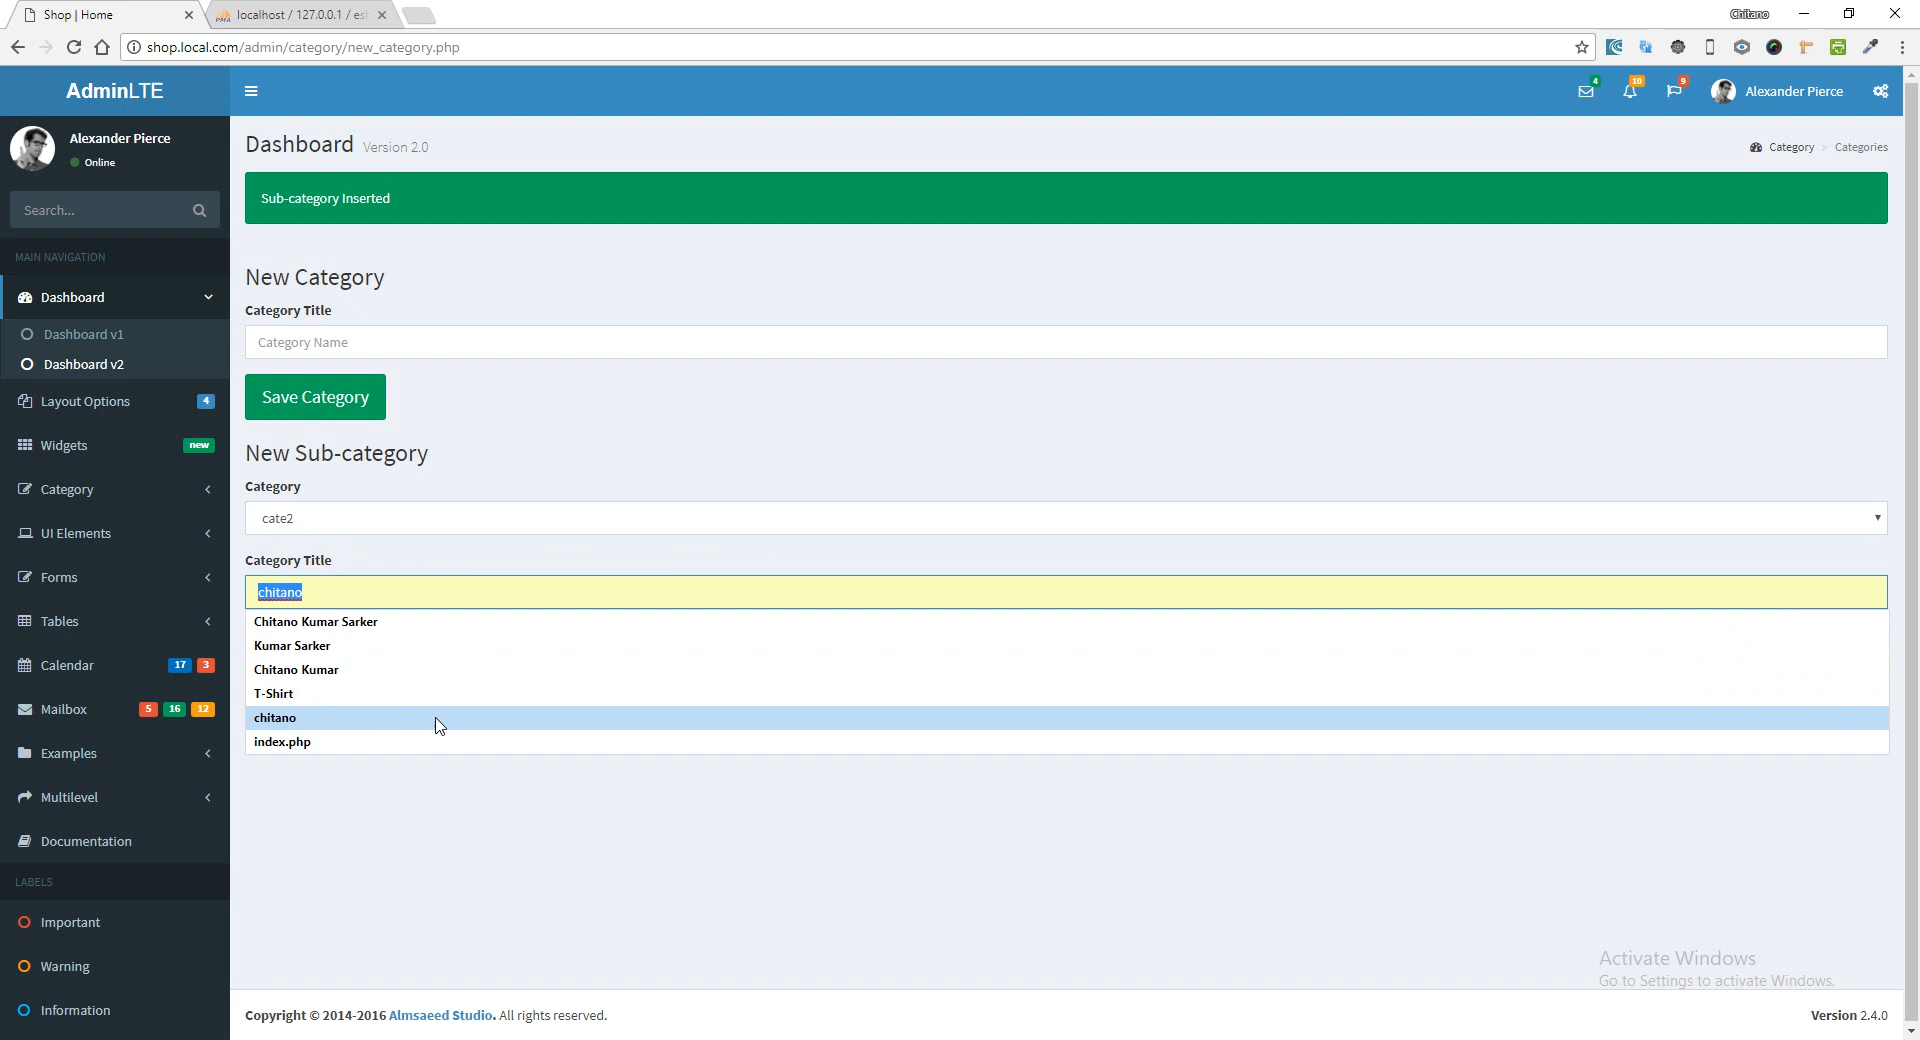 Shop | Home
localhost / 127.0.0.1 / es
Chitano
shop.local.com/admin/category/new_category.php
AdminLTE
4
10
9
Alexander Pierce
Alexander Pierce
Online
Search...
MAIN NAVIGATION
Dashboard
Dashboard v1
Dashboard v2
Layout Options 4
Widgets new
Category
UI Elements
Forms
Tables
Calendar 17 3
Mailbox 5 16 12
Examples
Multilevel
Documentation
LABELS
Important
Warning
Information
Dashboard Version 2.0
Category > Categories
Sub-category Inserted
New Category
Category Title
Category Name
Save Category
New Sub-category
Category
cate2
Category Title
chitano
Chitano Kumar Sarker
Kumar Sarker
Chitano Kumar
T-Shirt
chitano
index.php
Activate Windows
Go to Settings to activate Windows.
Copyright © 2014-2016 Almsaeed Studio. All rights reserved.
Version 2.4.0